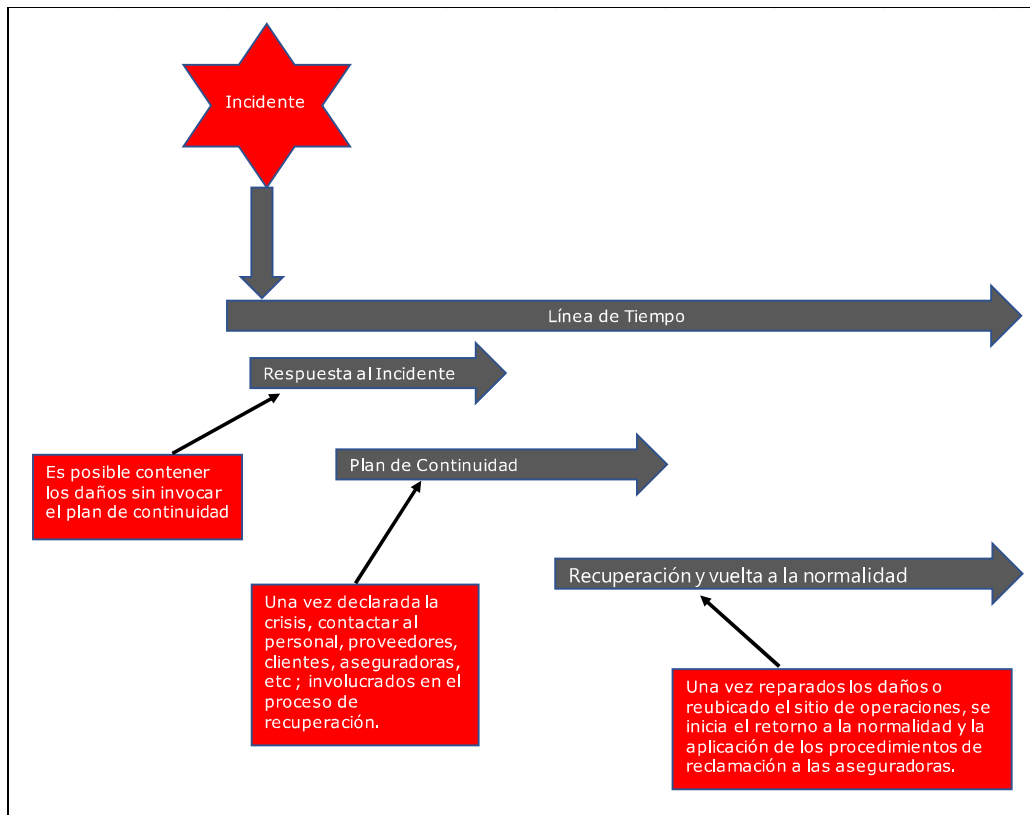 Incidente
Línea de Tiempo
Respuesta al Incidente
Es posible contener
los daños sin invocar
el plan de continuidad
Plan de Continuidad
Una vez declarada la
crisis, contactar al
personal, proveedores,
clientes, aseguradoras,
etc ; involucrados en el
proceso de
recuperación.
Recuperación y vuelta a la normalidad
Una vez reparados los daños o
reubicado el sitio de operaciones, se
inicia el retorno a la normalidad y la
aplicación de los procedimientos de
reclamación a las aseguradoras.